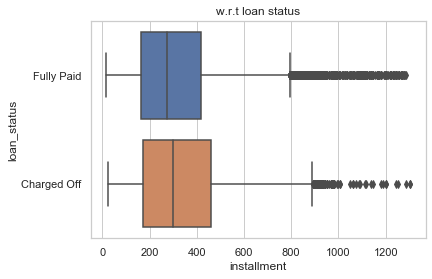 w.r.t loan status
loan_status
Fully Paid
Charged Off
0 200 400 600 800 1000 1200
installment